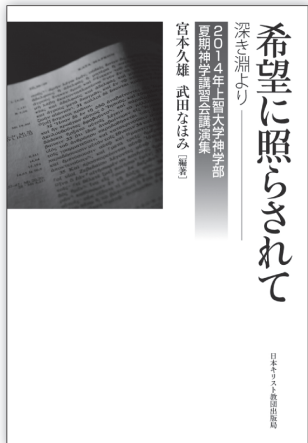 希望に照らされて
深き淵より
2014年上智大学神学部
夏期神学講習会講演集
宮本久雄 武田なほみ[編著]
日本キリスト教団出版局